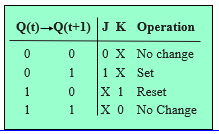 Q(t)→Q(t+1) J K Operation
0 0 0 X No change
0 1 1 X Set
1 0 X 1 Reset
1 1 X 0 No Change